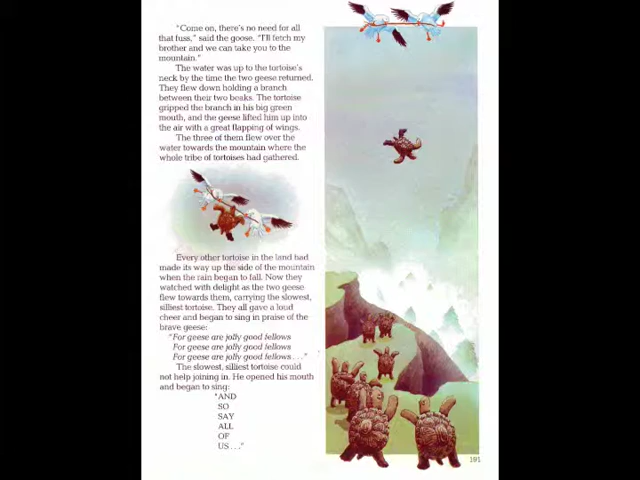 "Come on, there's no need for all
that fuss," said the goose. "I'll fetch my
brother and we can take you to the
mountain."
The water was up to the tortoise's
neck by the time the two geese returned.
They flew down holding a branch
between their two beaks. The tortoise
gripped the branch in his big green
mouth, and the geese lifted him up into
the air with a great flapping of wings.
The three of them flew over the
water towards the mountain where the
whole tribe of tortoises had gathered.
Every other tortoise in the land had
made its way up the side of the mountain
when the rain began to fall. Now they
watched with delight as the two geese
flew towards them, carrying the slowest,
silliest tortoise. They all gave a loud
cheer and began to sing in praise of the
brave geese:
"For geese are jolly good fellows
For geese are jolly good fellows
For geese are jolly good fellows . . ."
The slowest, silliest tortoise could
not help joining in. He opened his mouth
and began to sing:
"AND
SO
SAY
ALL
OF
US . . ."
191